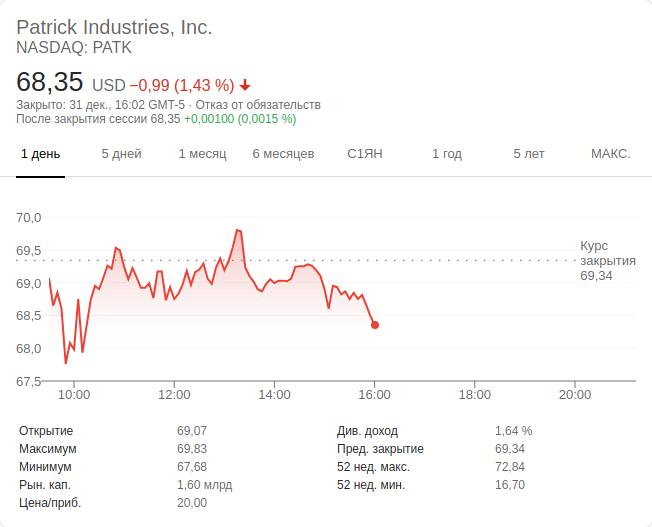 Patrick Industries, Inc.
NASDAQ: PATK
68,35 USD −0,99 (1,43 %)
Закрыто: 31 дек., 16:02 GMT-5 · Отказ от обязательств
После закрытия сессии 68,35 +0,00100 (0,0015 %)
1 день 5 дней 1 месяц 6 месяцев С1ЯН 1 год 5 лет МАКС.
70,0
69,5
69,0
68,5
68,0
67,5
Курс
закрытия
69,34
10:00 12:00 14:00 16:00 18:00 20:00
Открытие 69,07 Див. доход 1,64 %
Максимум 69,83 Пред. закрытие 69,34
Минимум 67,68 52 нед. макс. 72,84
Рын. кап. 1,60 млрд 52 нед. мин. 16,70
Цена/приб. 20,00